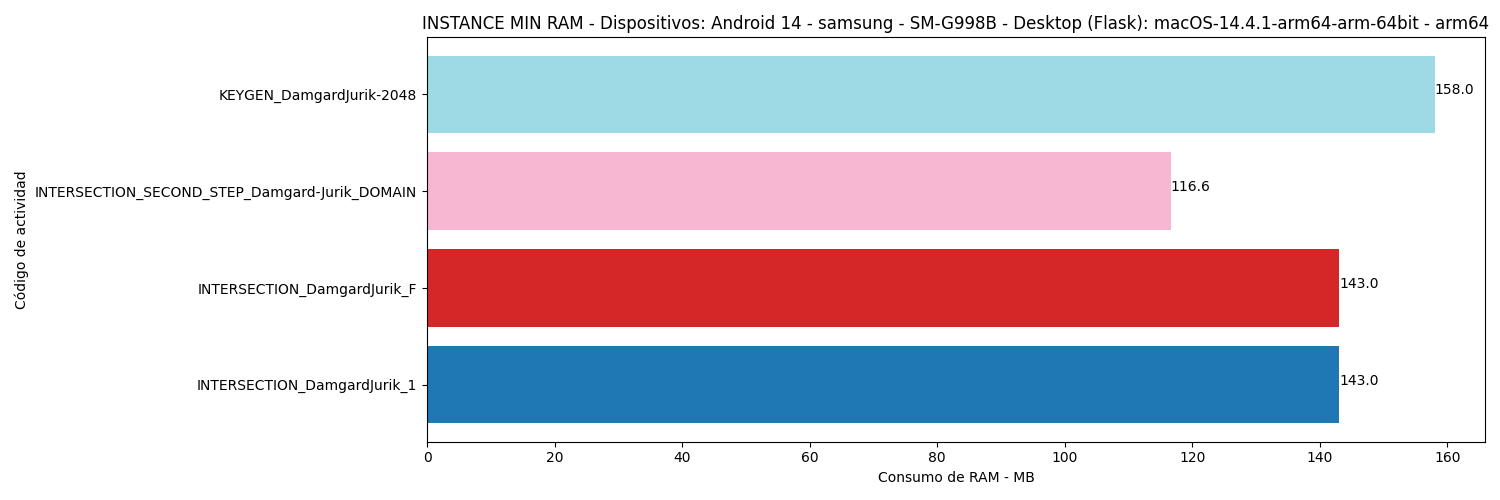 INSTANCE MIN RAM - Dispositivos: Android 14 - samsung - SM-G998B - Desktop (Flask): macOS-14.4.1-arm64-arm-64bit - arm64
KEYGEN_DamgardJurik-2048
158.0
INTERSECTION_SECOND_STEP_Damgard-Jurik_DOMAIN
116.6
INTERSECTION_DamgardJurik_F
143.0
INTERSECTION_DamgardJurik_1
143.0
Código de actividad
0 20 40 60 80 100 120 140 160
Consumo de RAM - MB